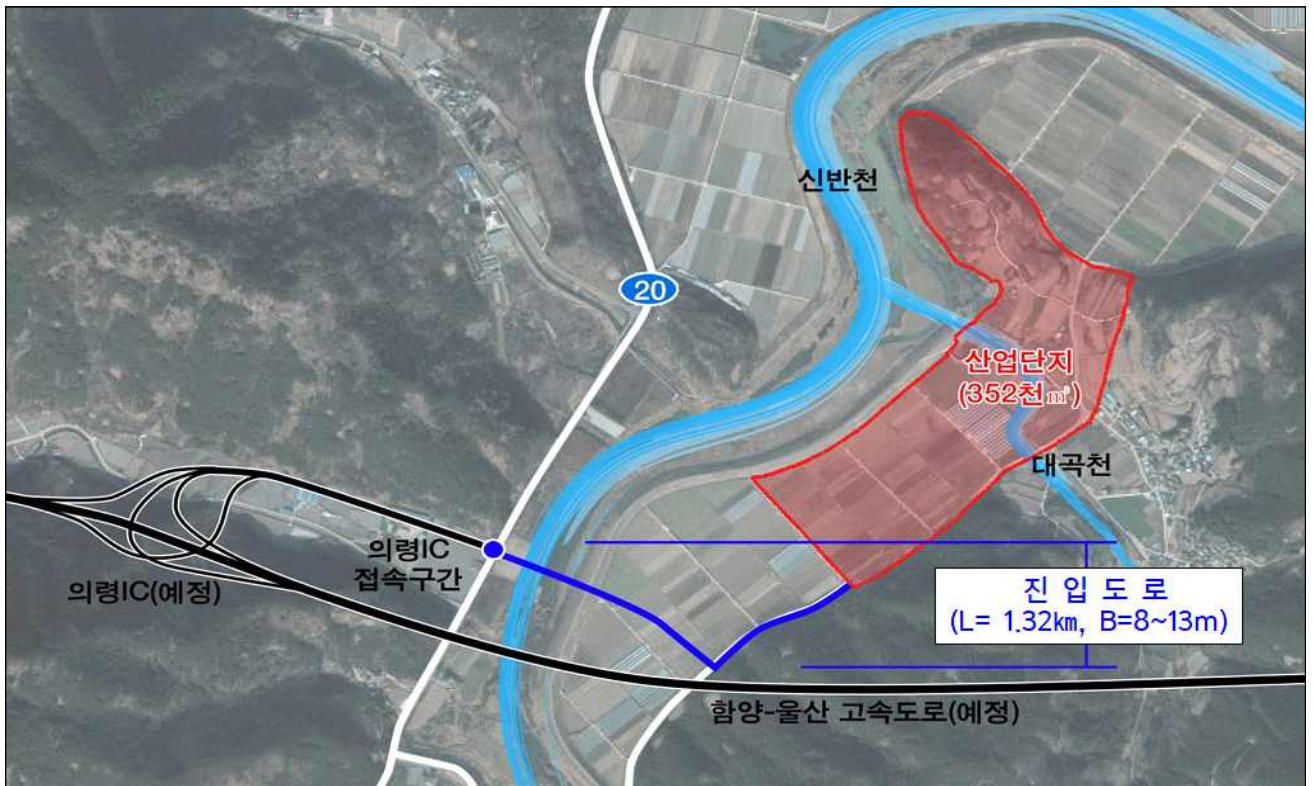 신반천
20
산업단지
(352천㎡)
대곡천
의령IC
접속구간
의령IC(예정)
진 입 도 로
(L= 1.32㎞, B=8~13m)
함양-울산 고속도로(예정)